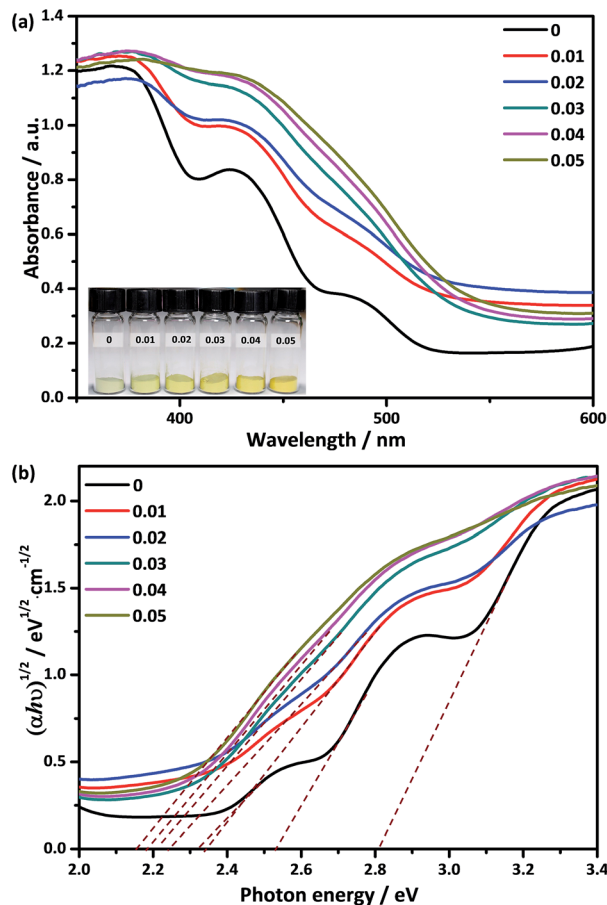 (a)
0
0.01
0.02
0.03
0.04
0.05
1.4
1.2
1.0
0.8
0.6
0.4
0.2
0.0
Absorbance / a.u.
0 0.01 0.02 0.03 0.04 0.05
400 500 600
Wavelength / nm
(b)
0
0.01
0.02
0.03
0.04
0.05
2.0
1.5
1.0
0.5
0.0
(αhυ)^1/2 / eV^1/2·cm^-1/2
2.0 2.2 2.4 2.6 2.8 3.0 3.2 3.4
Photon energy / eV